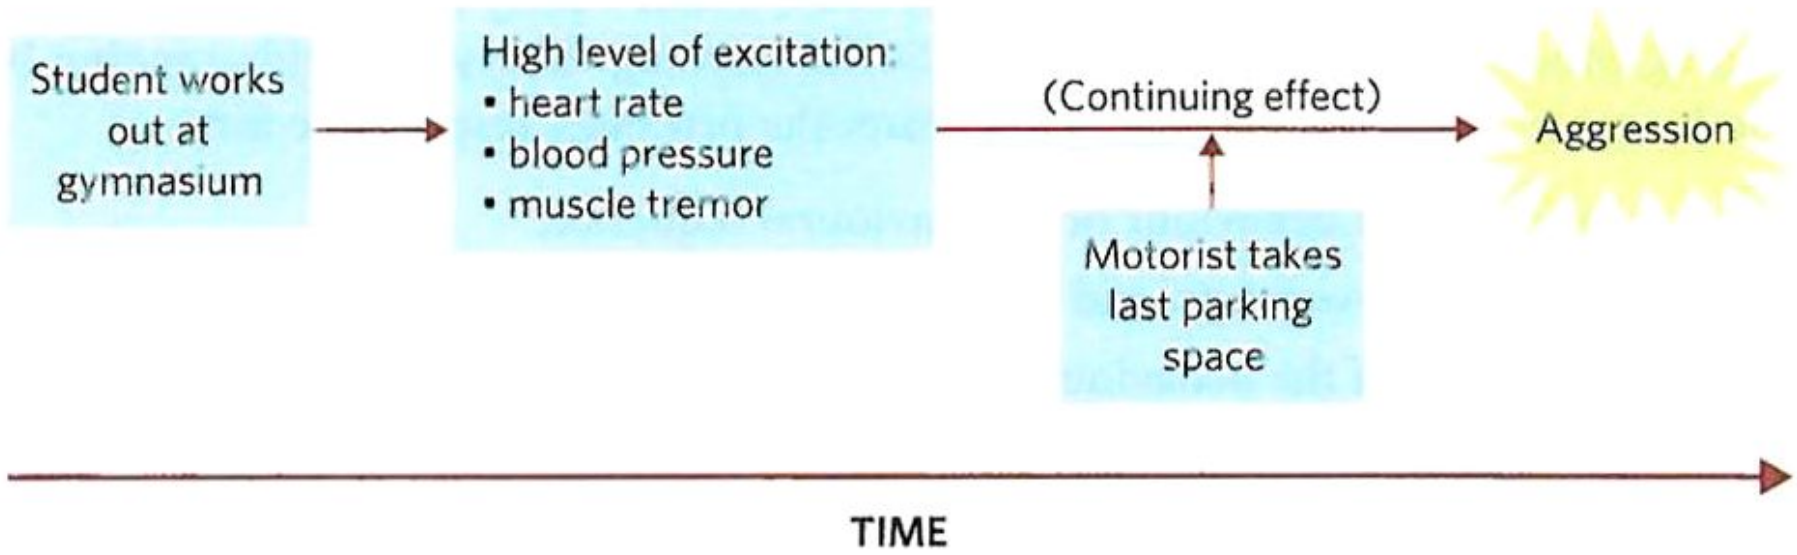 Student works
out at
gymnasium
High level of excitation:
• heart rate
• blood pressure
• muscle tremor
(Continuing effect)
Motorist takes
last parking
space
Aggression
TIME